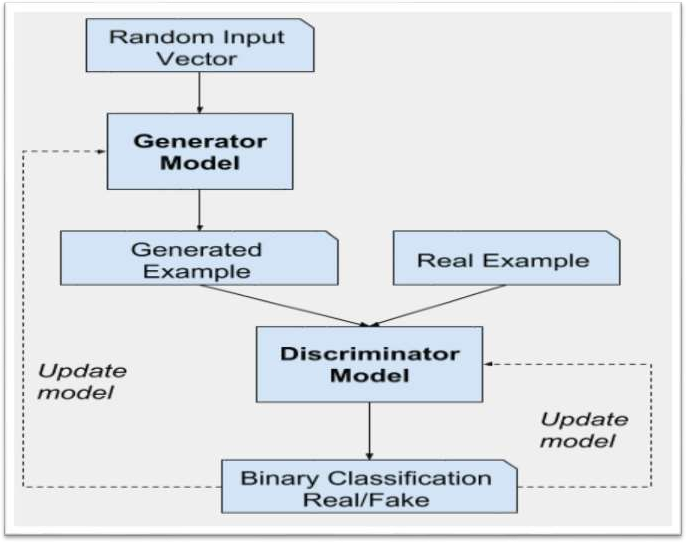 Random Input
Vector
Generator
Model
Generated
Example
Real Example
Discriminator
Model
Update
model
Update
model
Binary Classification
Real/Fake